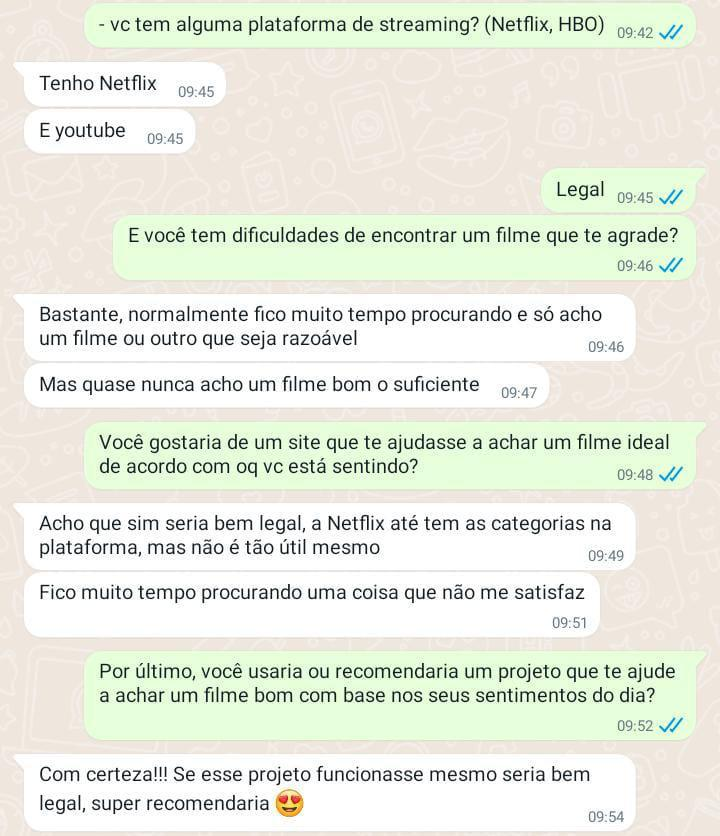 - vc tem alguma plataforma de streaming? (Netflix, HBO) 09:42
Tenho Netflix 09:45
E youtube 09:45
Legal 09:45
E você tem dificuldades de encontrar um filme que te agrade?
09:46
Bastante, normalmente fico muito tempo procurando e só acho
um filme ou outro que seja razoável
09:46
Mas quase nunca acho um filme bom o suficiente 09:47
Você gostaria de um site que te ajudasse a achar um filme ideal
de acordo com oq vc está sentindo?
09:48
Acho que sim seria bem legal, a Netflix até tem as categorias na
plataforma, mas não é tão útil mesmo
09:49
Fico muito tempo procurando uma coisa que não me satisfaz
09:51
Por último, você usaria ou recomendaria um projeto que te ajude
a achar um filme bom com base nos seus sentimentos do dia?
09:52
Com certeza!!! Se esse projeto funcionasse mesmo seria bem
legal, super recomendaria 😍
09:54